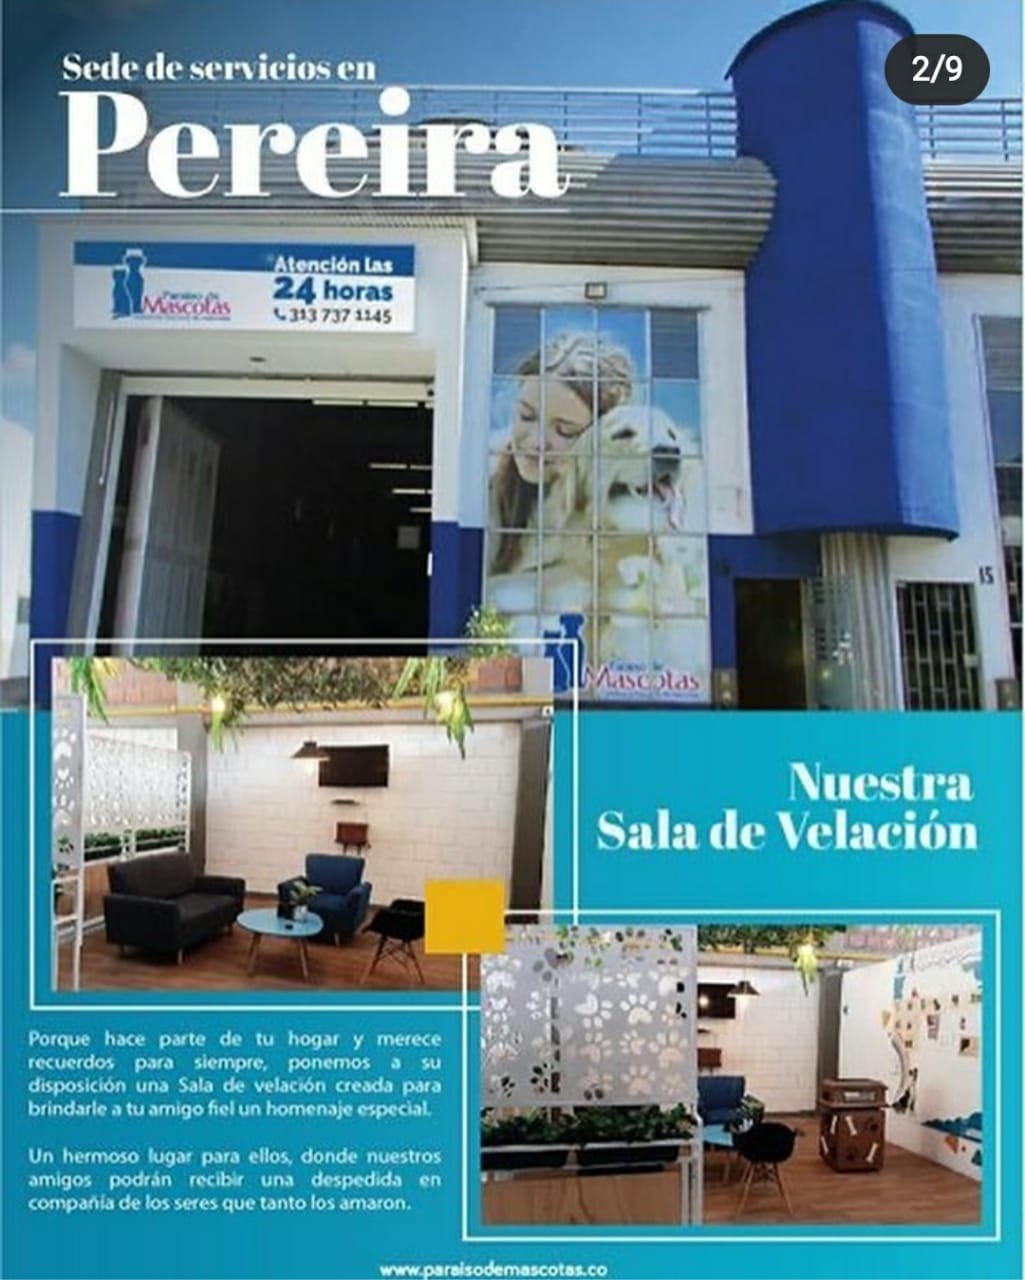 2/9
Sede de servicios en
Pereira
Atención las
24 horas
313 737 1145
Paraíso de
Mascotas
15
Paraíso de
Mascotas
Nuestra
Sala de Velación
Porque hace parte de tu hogar y merece
recuerdos para siempre, ponemos a su
disposición una Sala de velación creada para
brindarle a tu amigo fiel un homenaje especial.
Un hermoso lugar para ellos, donde nuestros
amigos podrán recibir una despedida en
compañía de los seres que tanto los amaron.
www.paraisodemascotas.co